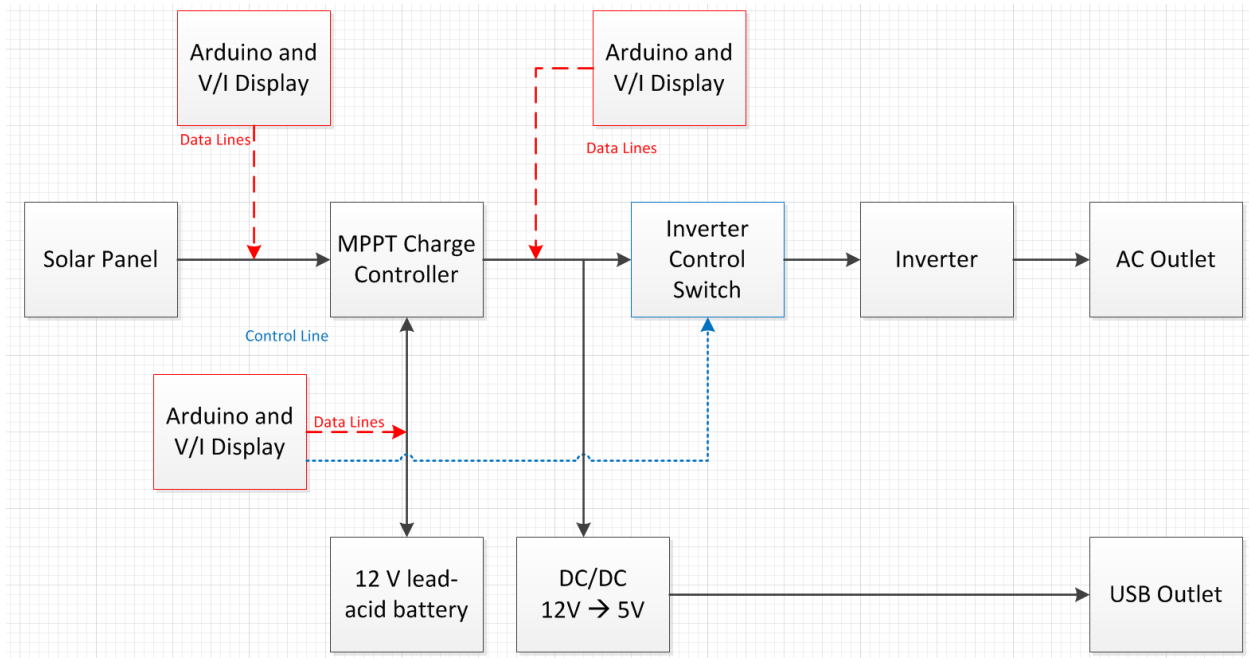 Arduino and
V/I Display
Arduino and
V/I Display
Data Lines
Data Lines
Solar Panel
MPPT Charge
Controller
Inverter
Control
Switch
Inverter
AC Outlet
Control Line
Arduino and
V/I Display
Data Lines
12 V lead-
acid battery
DC/DC
12V → 5V
USB Outlet